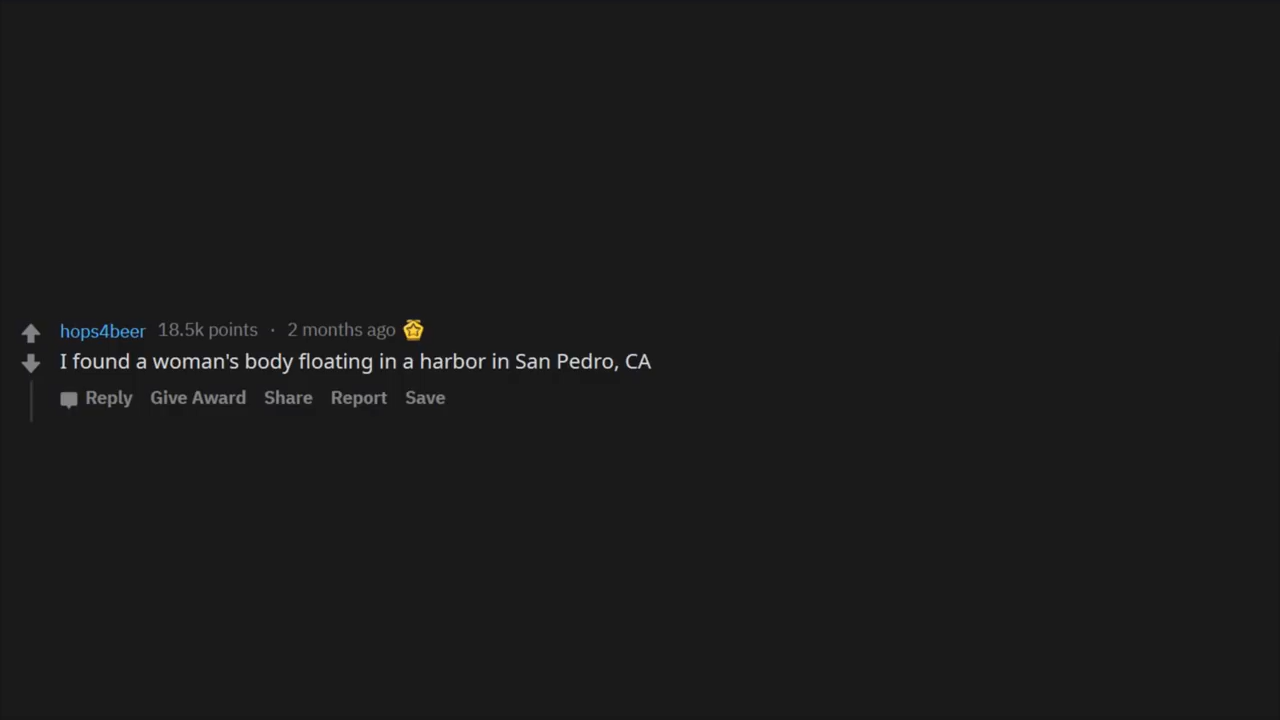 hops4beer 18.5k points · 2 months ago
I found a woman's body floating in a harbor in San Pedro, CA
Reply Give Award Share Report Save